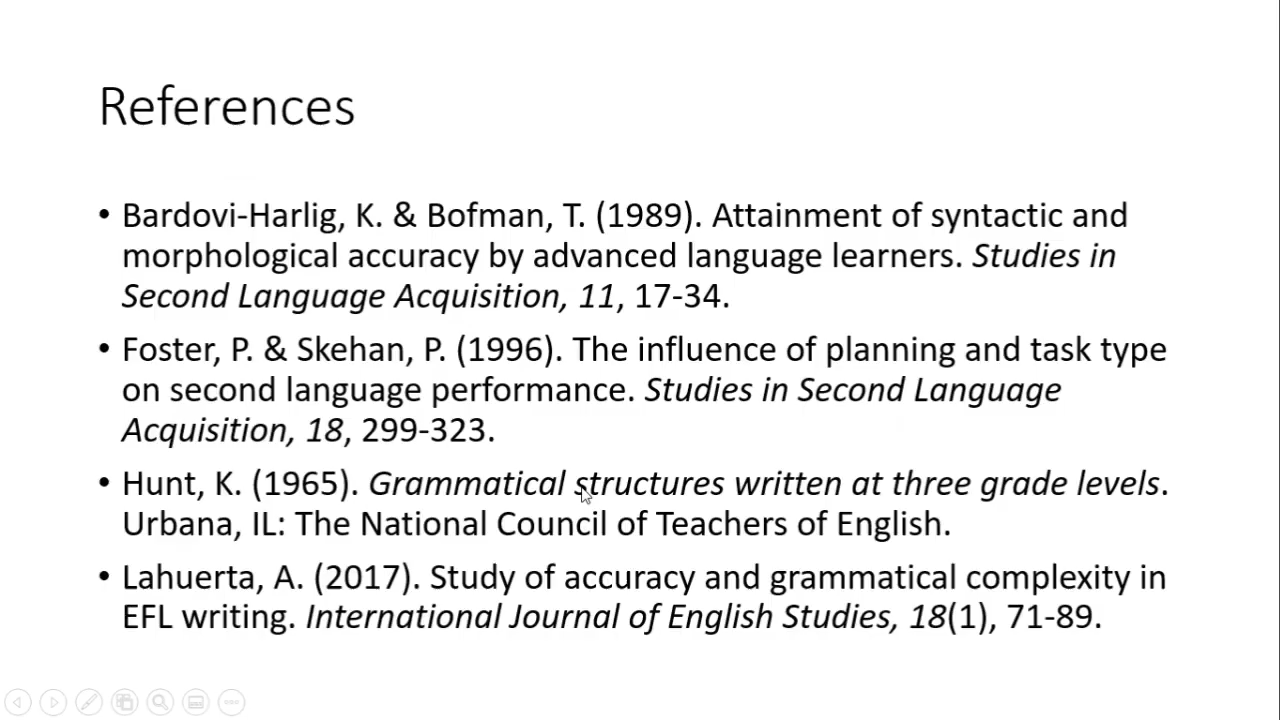 References
• Bardovi-Harlig, K. & Bofman, T. (1989). Attainment of syntactic and
morphological accuracy by advanced language learners. Studies in
Second Language Acquisition, 11, 17-34.
• Foster, P. & Skehan, P. (1996). The influence of planning and task type
on second language performance. Studies in Second Language
Acquisition, 18, 299-323.
• Hunt, K. (1965). Grammatical structures written at three grade levels.
Urbana, IL: The National Council of Teachers of English.
• Lahuerta, A. (2017). Study of accuracy and grammatical complexity in
EFL writing. International Journal of English Studies, 18(1), 71-89.